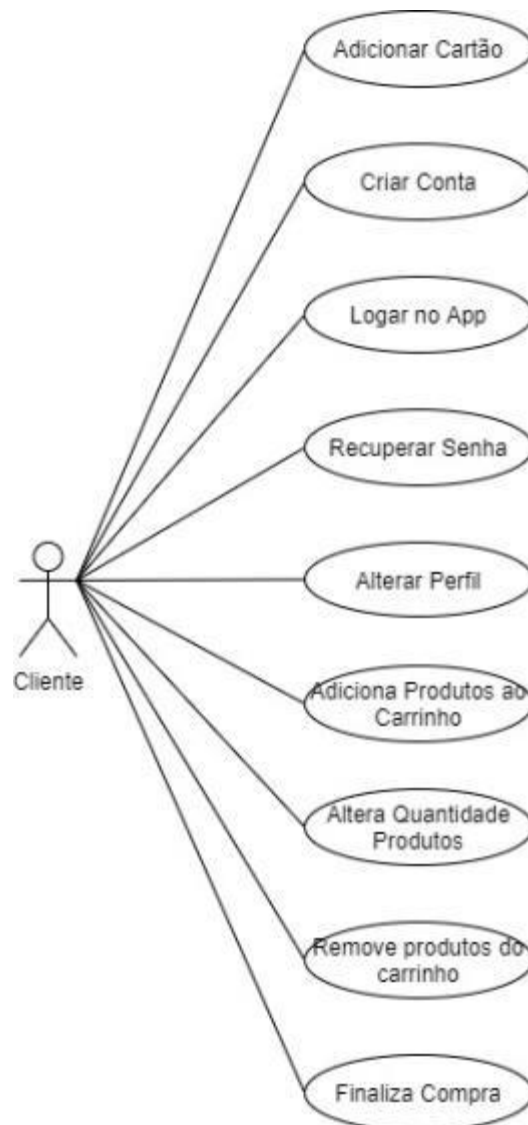 Adicionar Cartão
Criar Conta
Logar no App
Recuperar Senha
Alterar Perfil
Cliente
Adiciona Produtos ao
Carrinho
Altera Quantidade
Produtos
Remove produtos do
carrinho
Finaliza Compra